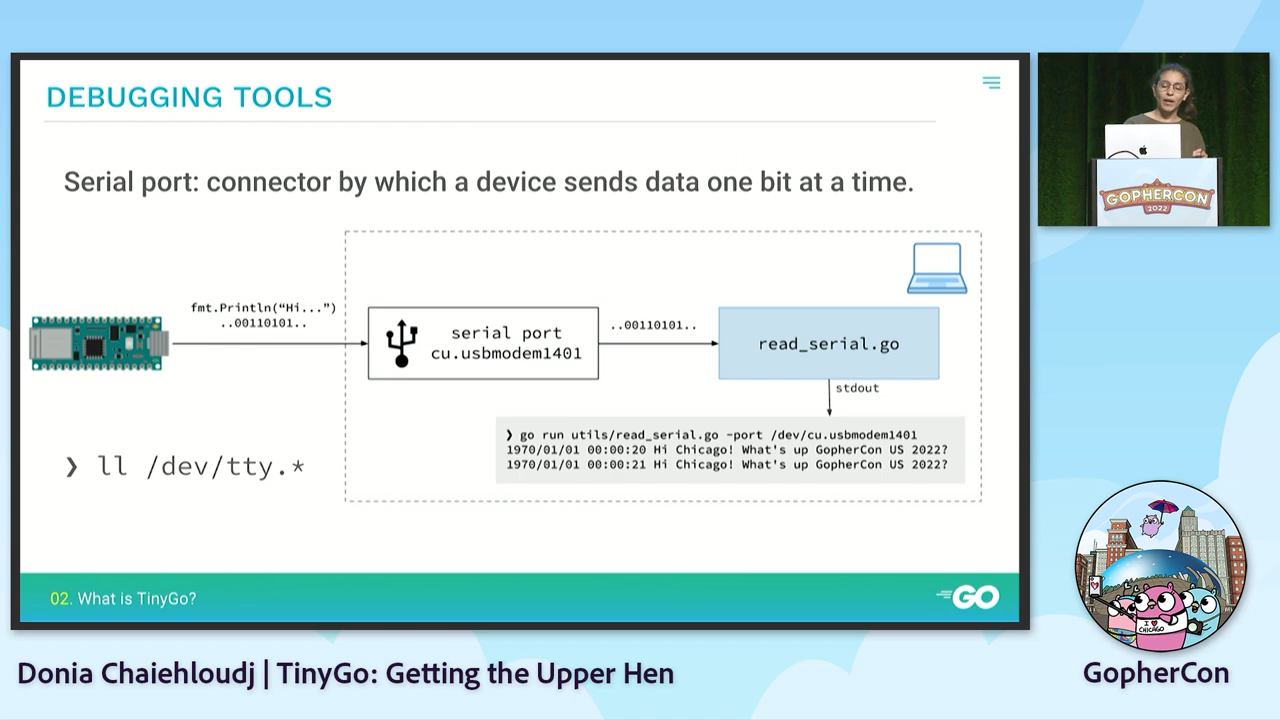 DEBUGGING TOOLS
Serial port: connector by which a device sends data one bit at a time.
fmt.Println(“Hi...”)
..00110101..
serial port
cu.usbmodem1401
..00110101..
read_serial.go
stdout
❯ go run utils/read_serial.go -port /dev/cu.usbmodem1401
1970/01/01 00:00:20 Hi Chicago! What's up GopherCon US 2022?
1970/01/01 00:00:21 Hi Chicago! What's up GopherCon US 2022?
❯ ll /dev/tty.*
02. What is TinyGo?
GO
GOPHERCON
2022
I ♥
CHICAGO
Donia Chaiehloudj | TinyGo: Getting the Upper Hen
GopherCon